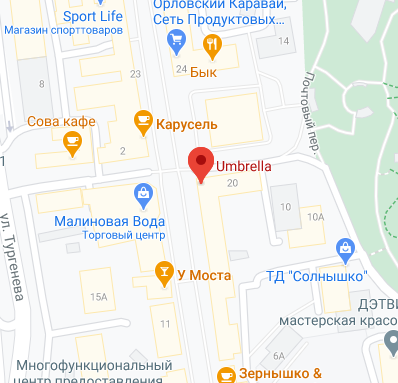 Орловский Каравай,
Сеть Продуктовых...
Sport Life
Магазин спорттоваров
14
24
Бык
8
Почтовый пер.
Сова кафе
Карусель
2
1
Umbrella
20
10
10А
Малиновая Вода
Торговый центр
ул. Тургенева
У Моста
ТД "Солнышко"
15А
11
ДЭТВИ
мастерская красо
6А
Многофункциональный
центр предоставления
Зернышко &